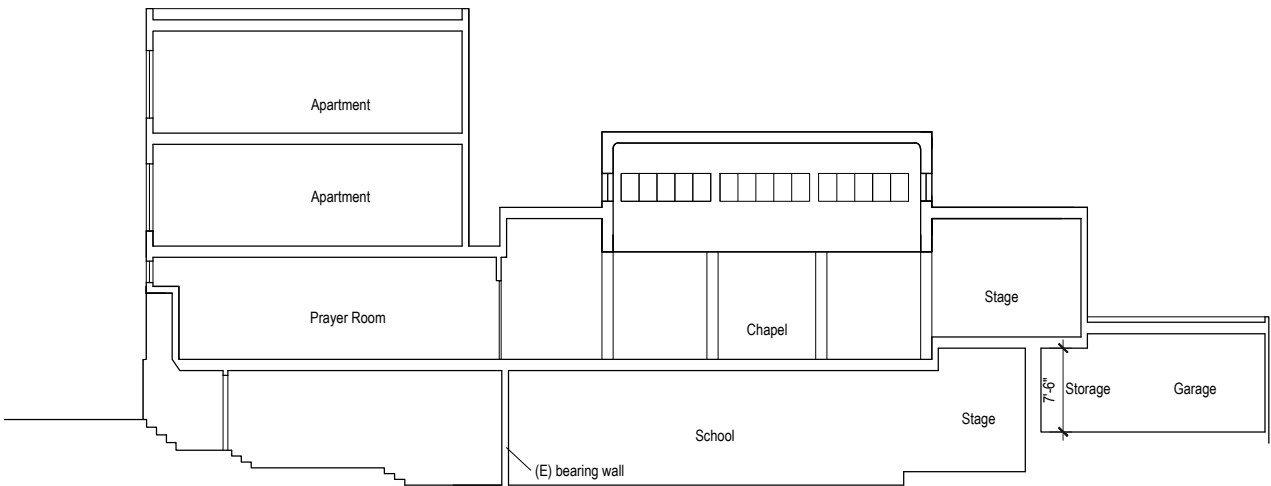 Apartment
Apartment
Stage
Prayer Room
Chapel
7'-6"
Storage
Garage
Stage
School
(E) bearing wall